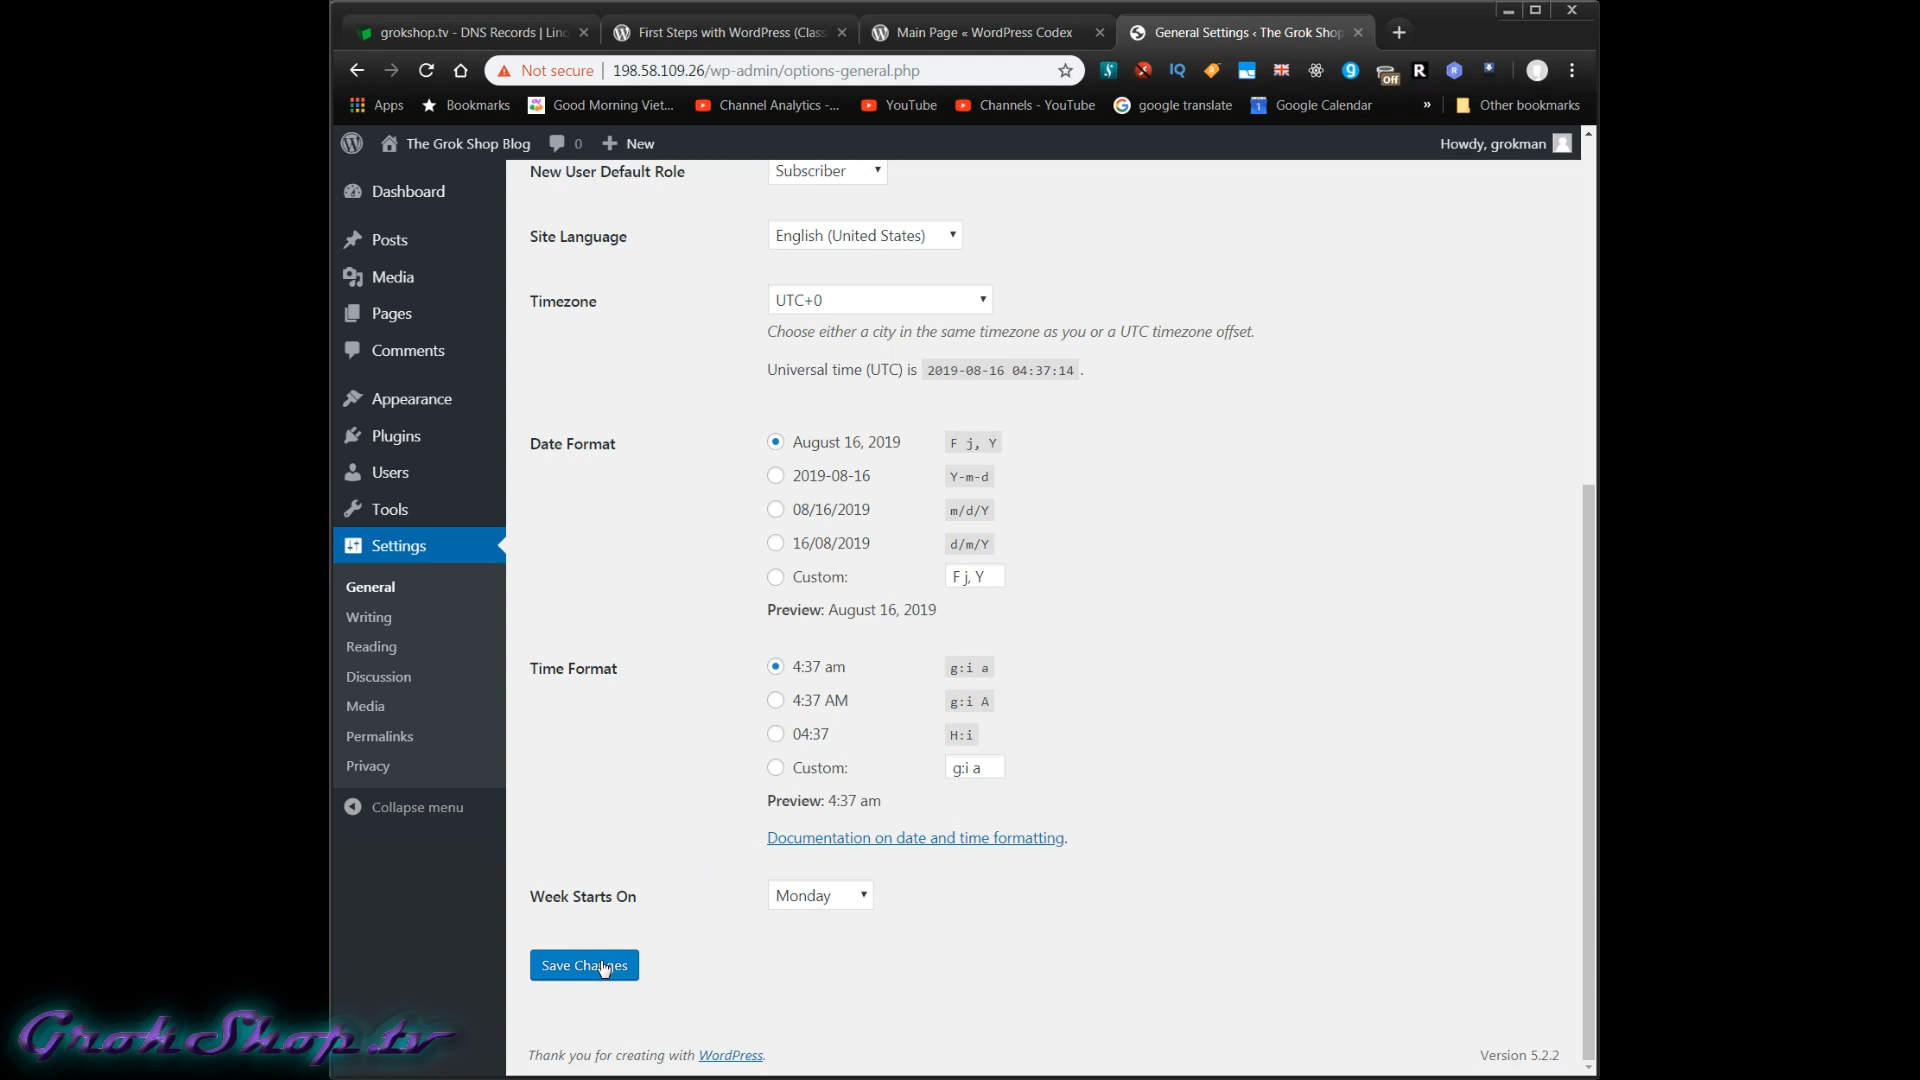 grokshop.tv - DNS Records | Lino
First Steps with WordPress (Class
Main Page « WordPress Codex
General Settings ‹ The Grok Shop
Not secure | 198.58.109.26/wp-admin/options-general.php
Off
Apps Bookmarks Good Morning Viet... Channel Analytics -... YouTube Channels - YouTube google translate Google Calendar » Other bookmarks
The Grok Shop Blog 0 New Howdy, grokman
Dashboard
Posts
Media
Pages
Comments
Appearance
Plugins
Users
Tools
Settings
General
Writing
Reading
Discussion
Media
Permalinks
Privacy
Collapse menu
New User Default Role Subscriber
Site Language English (United States)
Timezone UTC+0
Choose either a city in the same timezone as you or a UTC timezone offset.
Universal time (UTC) is 2019-08-16 04:37:14 .
Date Format August 16, 2019 F j, Y
2019-08-16 Y-m-d
08/16/2019 m/d/Y
16/08/2019 d/m/Y
Custom: F j, Y
Preview: August 16, 2019
Time Format 4:37 am g:i a
4:37 AM g:i A
04:37 H:i
Custom: g:i a
Preview: 4:37 am
Documentation on date and time formatting.
Week Starts On Monday
Save Changes
Thank you for creating with WordPress. Version 5.2.2
GrokShop.tv